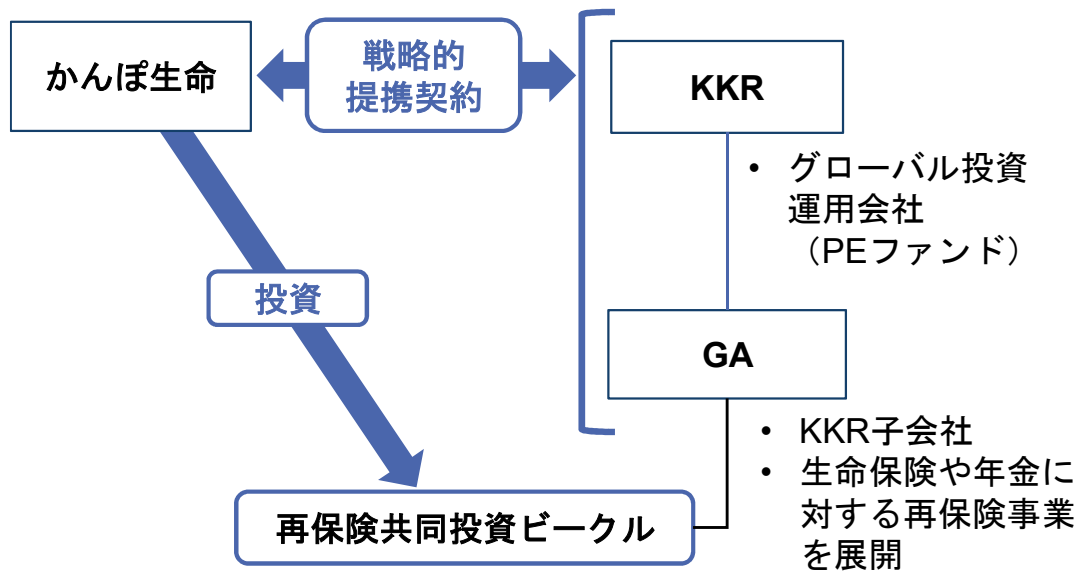 かんぽ生命
戦略的
提携契約
KKR
• グローバル投資
運用会社
（PEファンド）
投資
GA
• KKR子会社
• 生命保険や年金に
対する再保険事業
を展開
再保険共同投資ビークル